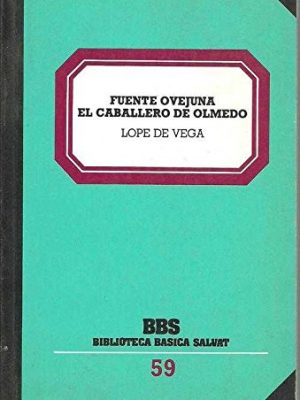 FUENTE OVEJUNA
EL CABALLERO DE OLMEDO
LOPE DE VEGA
BBS
BIBLIOTECA BASICA SALVAT
59